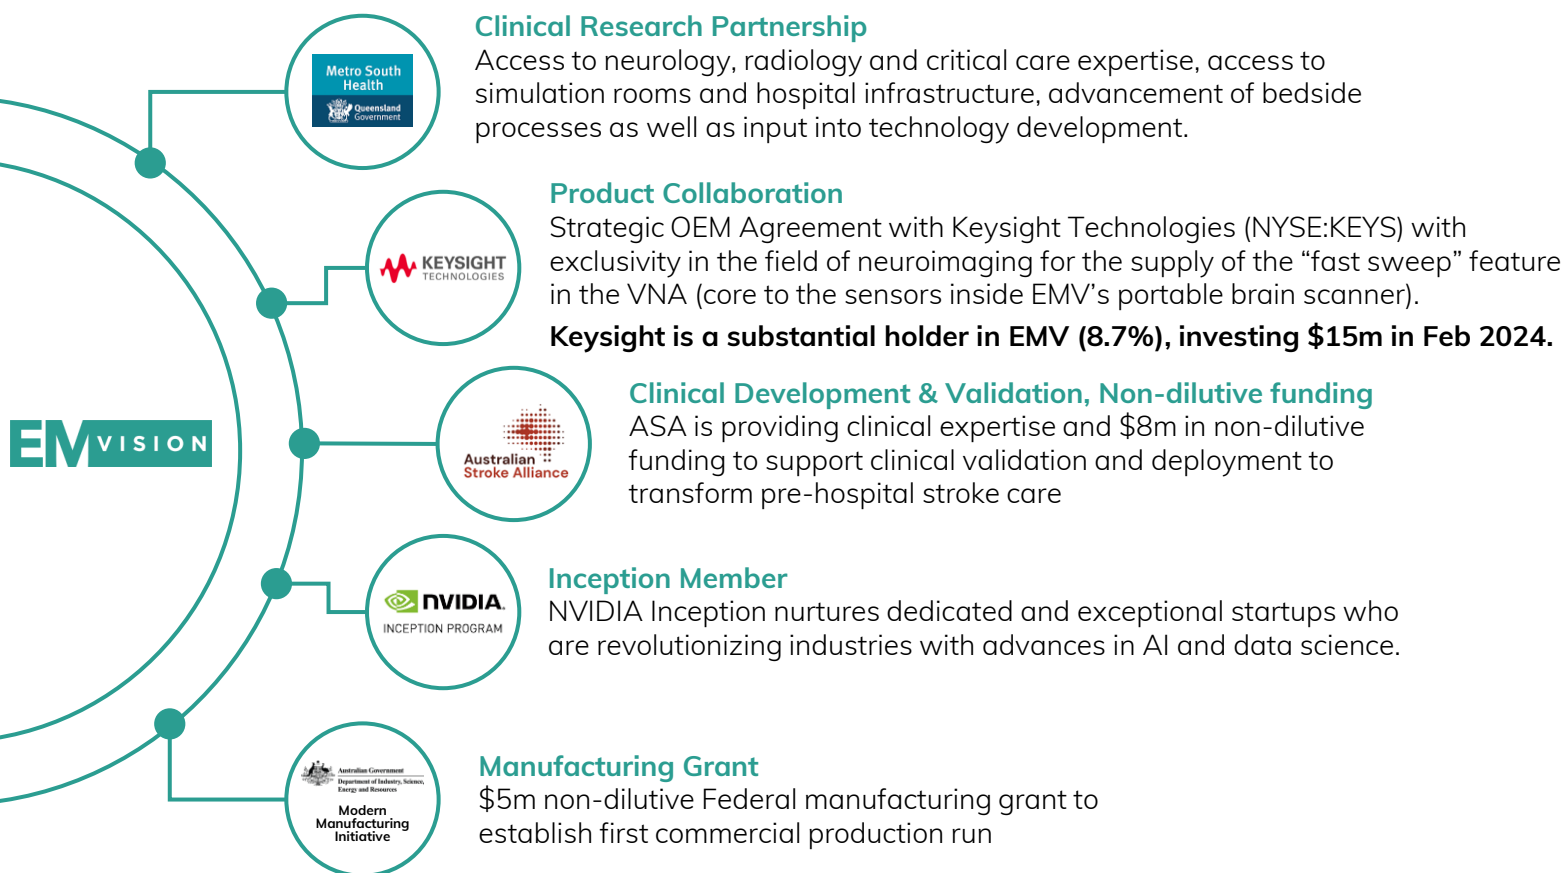 Clinical Research Partnership
Access to neurology, radiology and critical care expertise, access to
simulation rooms and hospital infrastructure, advancement of bedside
processes as well as input into technology development.
Metro South
Health
Queensland
Government
Product Collaboration
Strategic OEM Agreement with Keysight Technologies (NYSE:KEYS) with
exclusivity in the field of neuroimaging for the supply of the “fast sweep” feature
in the VNA (core to the sensors inside EMV’s portable brain scanner).
Keysight is a substantial holder in EMV (8.7%), investing $15m in Feb 2024.
KEYSIGHT
TECHNOLOGIES
Clinical Development & Validation, Non-dilutive funding
ASA is providing clinical expertise and $8m in non-dilutive
funding to support clinical validation and deployment to
transform pre-hospital stroke care
Australian
Stroke Alliance
EMVISION
Inception Member
NVIDIA Inception nurtures dedicated and exceptional startups who
are revolutionizing industries with advances in AI and data science.
NVIDIA.
INCEPTION PROGRAM
Manufacturing Grant
$5m non-dilutive Federal manufacturing grant to
establish first commercial production run
Australian Government
Department of Industry, Science,
Energy and Resources
Modern
Manufacturing
Initiative